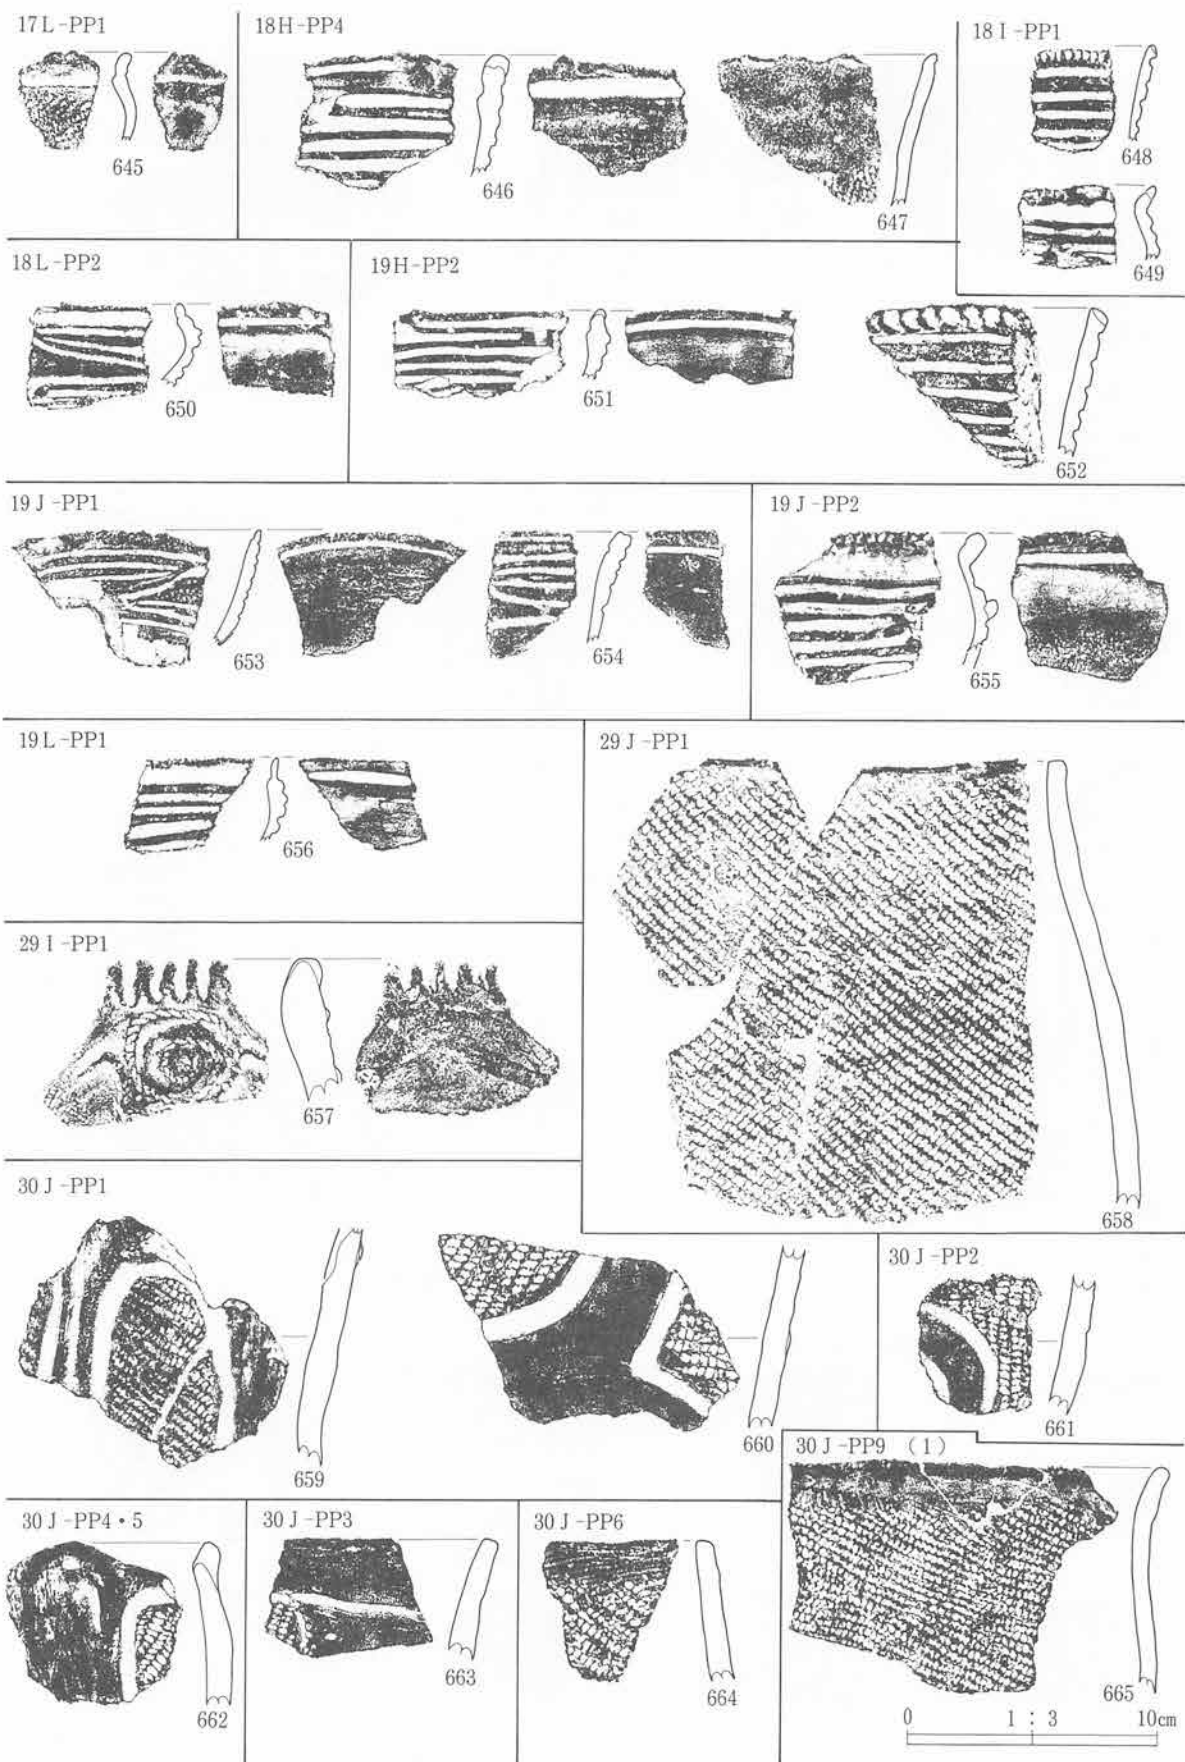 17L-PP1
645
18H-PP4
646
647
18I-PP1
648
649
18L-PP2
650
19H-PP2
651
652
19J-PP1
653
654
19J-PP2
655
19L-PP1
656
29J-PP1
658
29I-PP1
657
30J-PP1
659
660
30J-PP2
661
30J-PP4・5
662
30J-PP3
663
30J-PP6
664
30J-PP9 (1)
665
0 1 : 3 10cm